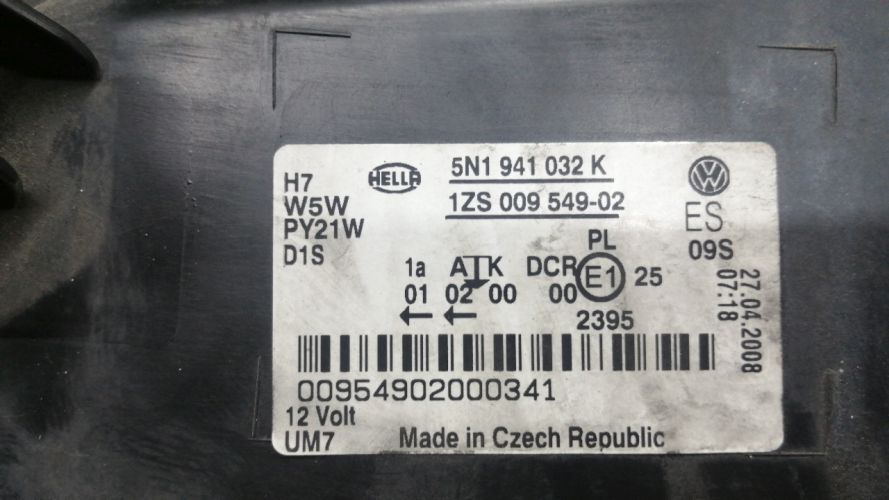 H7
W5W
PY21W
D1S
HELLA
5N1 941 032 K
1ZS 009 549-02
VW
ES
09S
PL
1a A K DCR E1 25
01 02 00 00
2395
27.04.2008
07:18
00954902000341
12 Volt
UM7
Made in Czech Republic